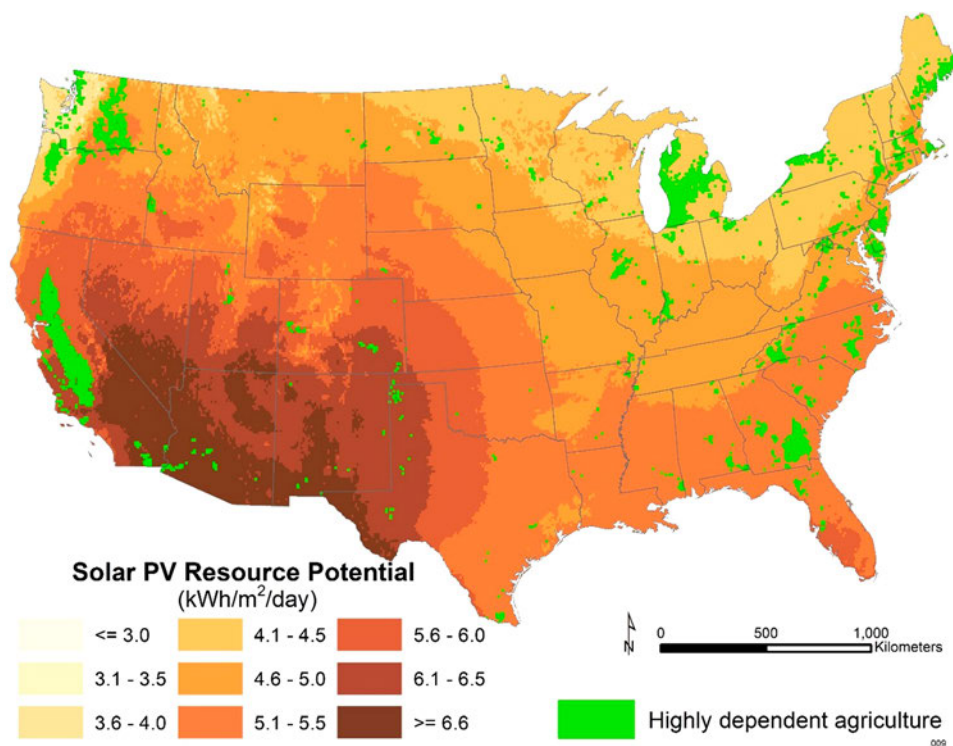 Solar PV Resource Potential
(kWh/m²/day)
<= 3.0
3.1 - 3.5
3.6 - 4.0
4.1 - 4.5
4.6 - 5.0
5.1 - 5.5
5.6 - 6.0
6.1 - 6.5
>= 6.6
N
0 500 1,000
Kilometers
Highly dependent agriculture
009